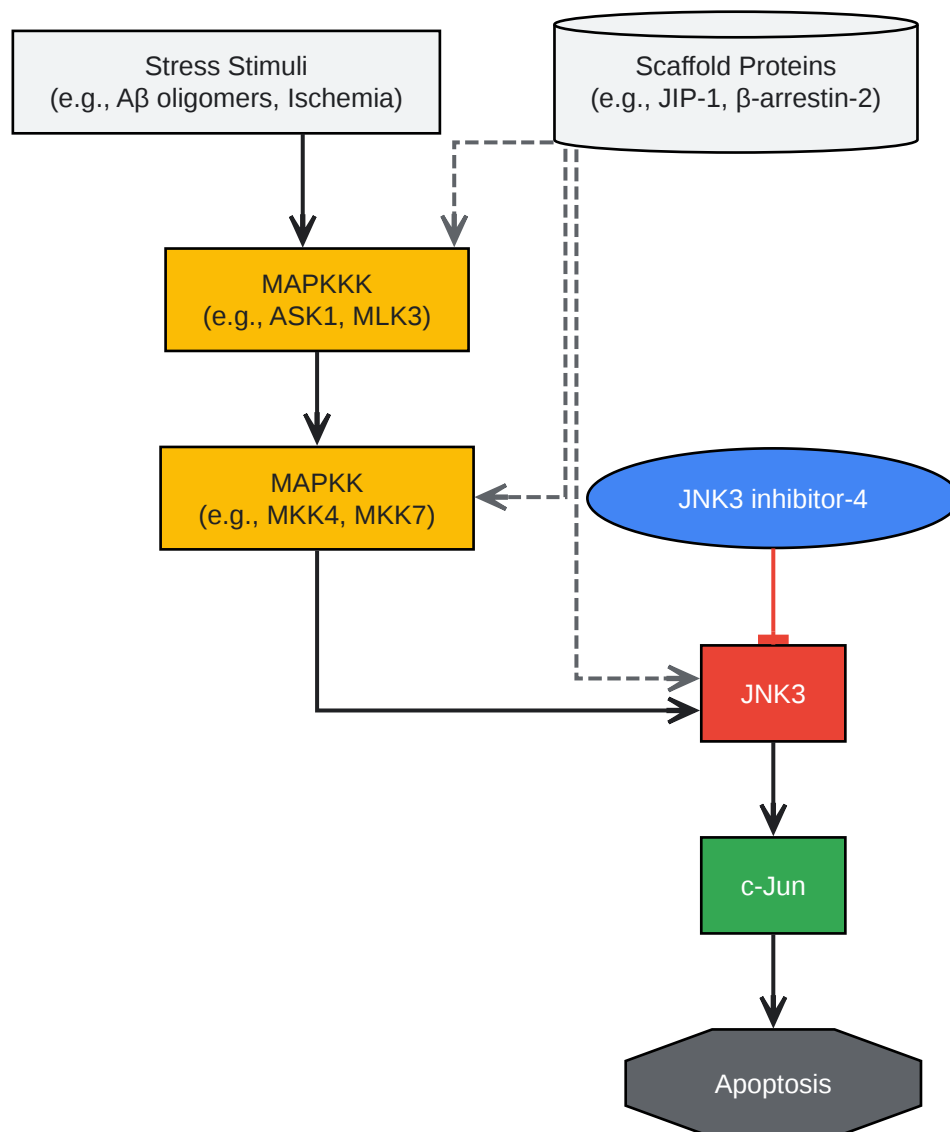 Stress Stimuli
(e.g., Aβ oligomers, Ischemia)
Scaffold Proteins
(e.g., JIP-1, β-arrestin-2)
MAPKKK
(e.g., ASK1, MLK3)
MAPKK
(e.g., MKK4, MKK7)
JNK3 inhibitor-4
JNK3
c-Jun
Apoptosis